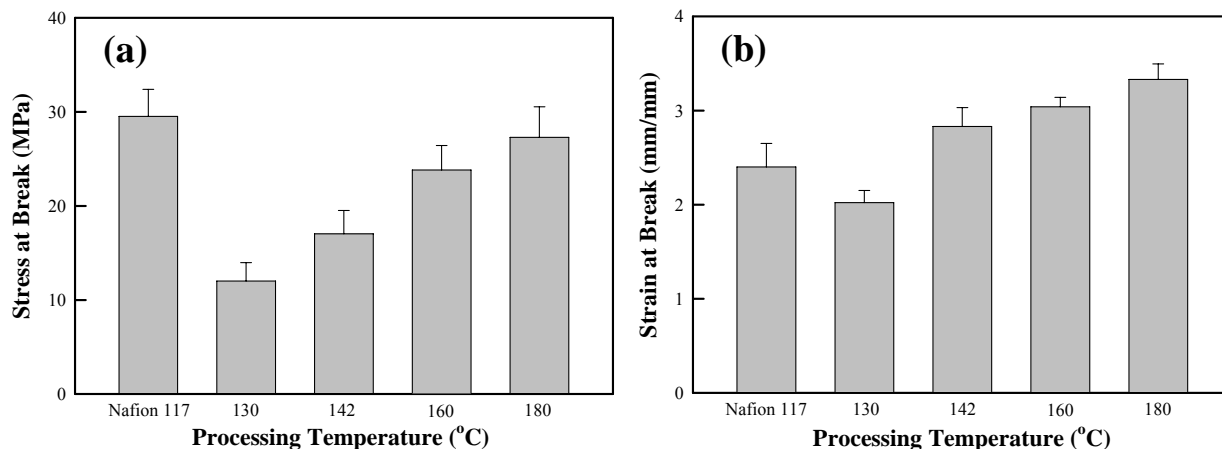 (a)
Stress at Break (MPa)
40
30
20
10
0
Nafion 117 130 142 160 180
Processing Temperature (°C)
(b)
Strain at Break (mm/mm)
4
3
2
1
0
Nafion 117 130 142 160 180
Processing Temperature (°C)